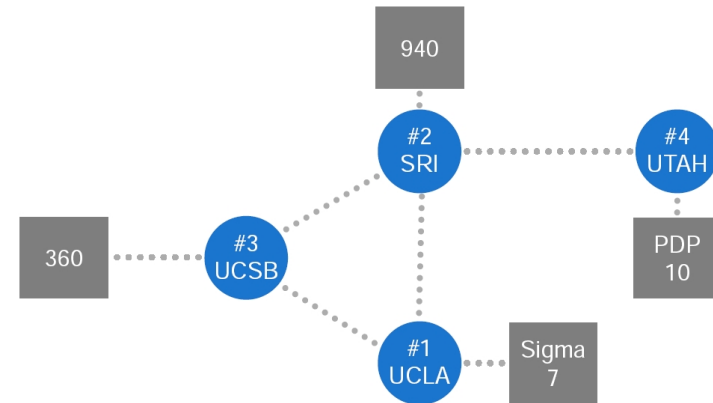 940
#2
SRI
#4
UTAH
360
#3
UCSB
PDP
10
#1
UCLA
Sigma
7